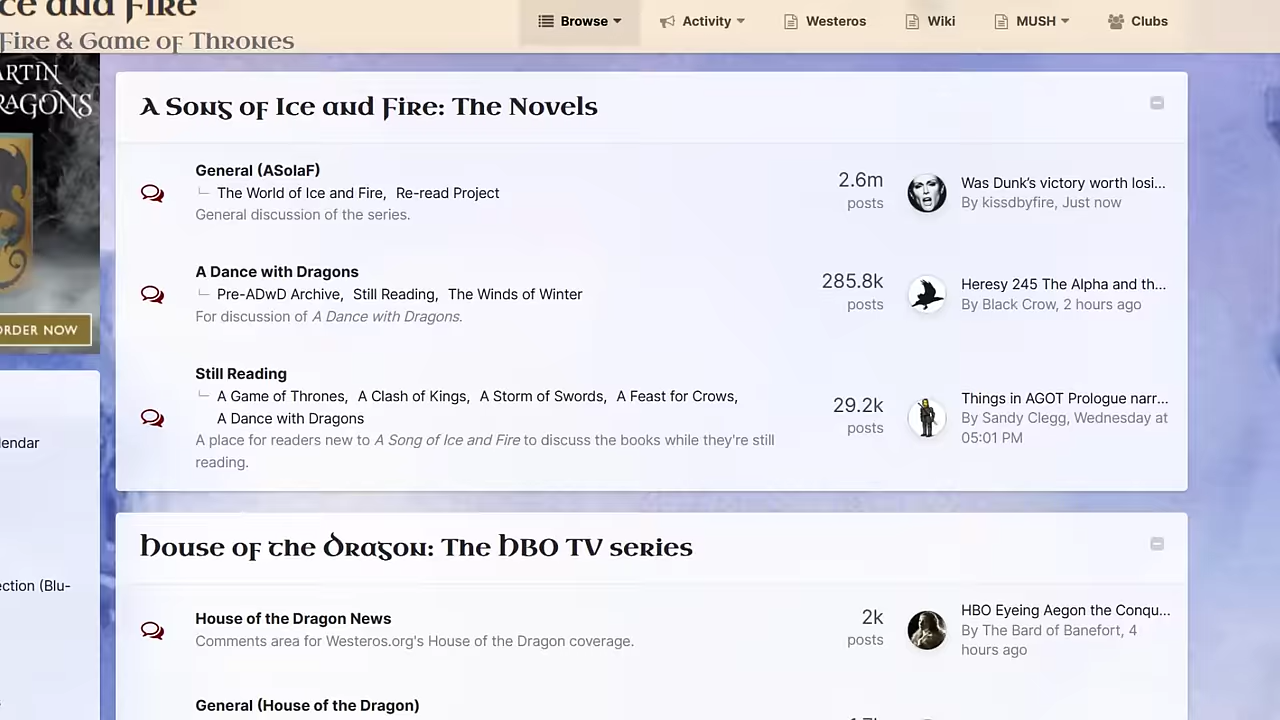 ce and Fire
Fire & Game of Thrones
Browse
Activity
Westeros
Wiki
MUSH
Clubs
ARTIN
RAGONS
ORDER NOW
lendar
ection (Blu-
A Song of Ice and Fire: The Novels
General (ASoIaF)
The World of Ice and Fire, Re-read Project
General discussion of the series.
2.6m
posts
Was Dunk’s victory worth losi...
By kissdbyfire, Just now
A Dance with Dragons
Pre-ADwD Archive, Still Reading, The Winds of Winter
For discussion of A Dance with Dragons.
285.8k
posts
Heresy 245 The Alpha and th...
By Black Crow, 2 hours ago
Still Reading
A Game of Thrones, A Clash of Kings, A Storm of Swords, A Feast for Crows,
A Dance with Dragons
A place for readers new to A Song of Ice and Fire to discuss the books while they're still
reading.
29.2k
posts
Things in AGOT Prologue narr...
By Sandy Clegg, Wednesday at
05:01 PM
House of the Dragon: The HBO TV series
House of the Dragon News
Comments area for Westeros.org's House of the Dragon coverage.
2k
posts
HBO Eyeing Aegon the Conqu...
By The Bard of Banefort, 4
hours ago
General (House of the Dragon)